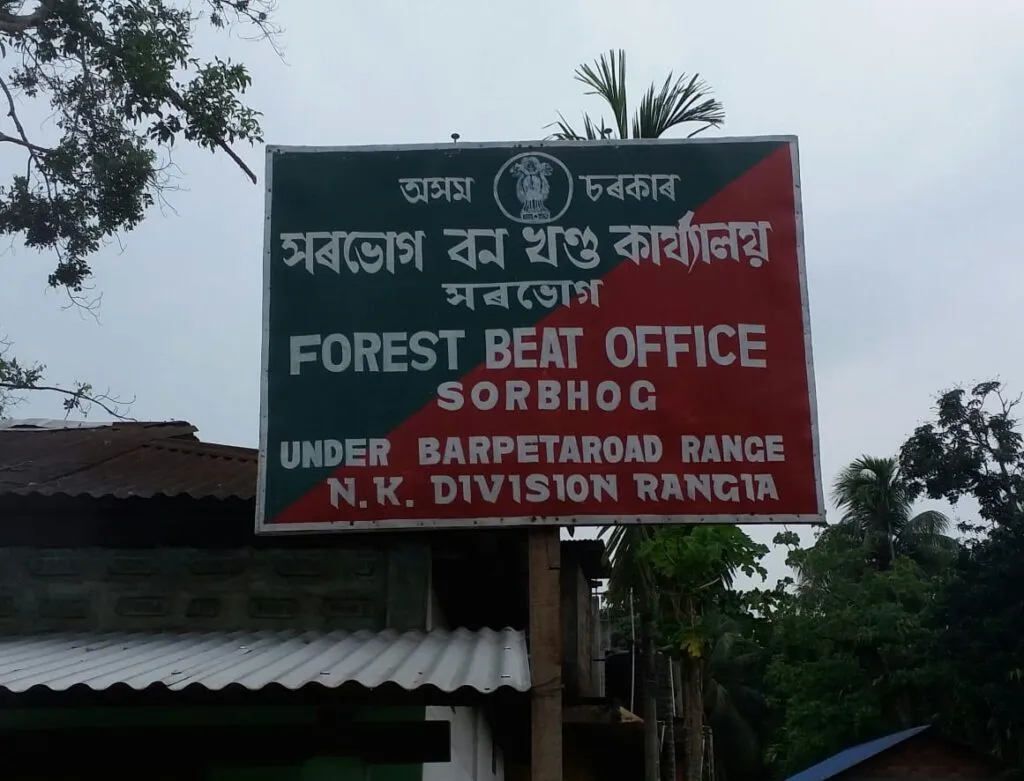 অসম চৰকাৰ
সৰভোগ বন খণ্ড কাৰ্য্যালয়
সৰভোগ
FOREST BEAT OFFICE
SORBHOG
UNDER BARPETAROAD RANGE
N.K. DIVISION RANGIA